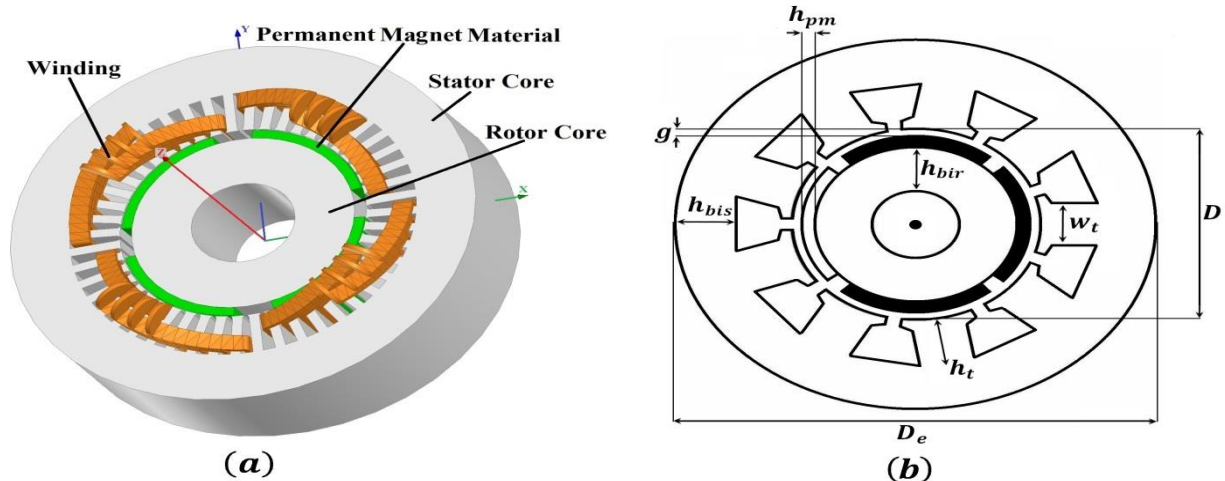 Permanent Magnet Material
Winding
Stator Core
Rotor Core
Y
Z
X
(a)
h_pm
g
h_bir
h_bis
w_t
D
h_t
D_e
(b)